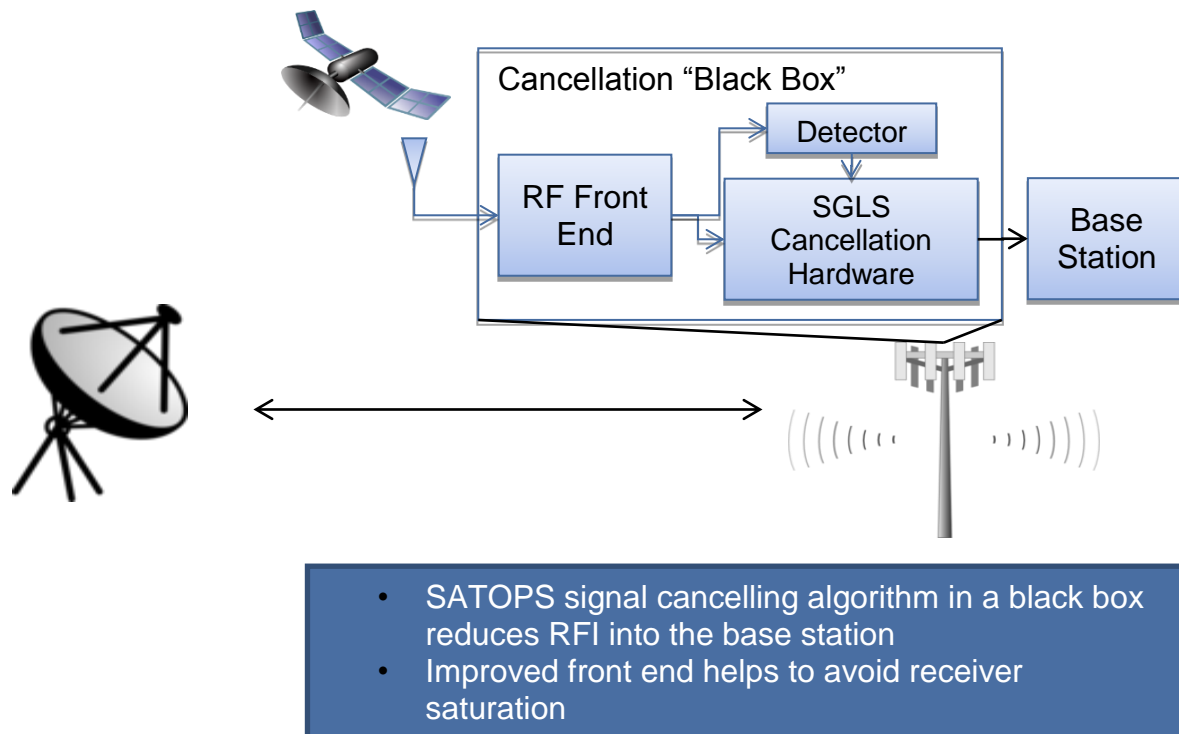 Cancellation “Black Box”
Detector
RF Front
End
SGLS
Cancellation
Hardware
Base
Station
• SATOPS signal cancelling algorithm in a black box
reduces RFI into the base station
• Improved front end helps to avoid receiver
saturation